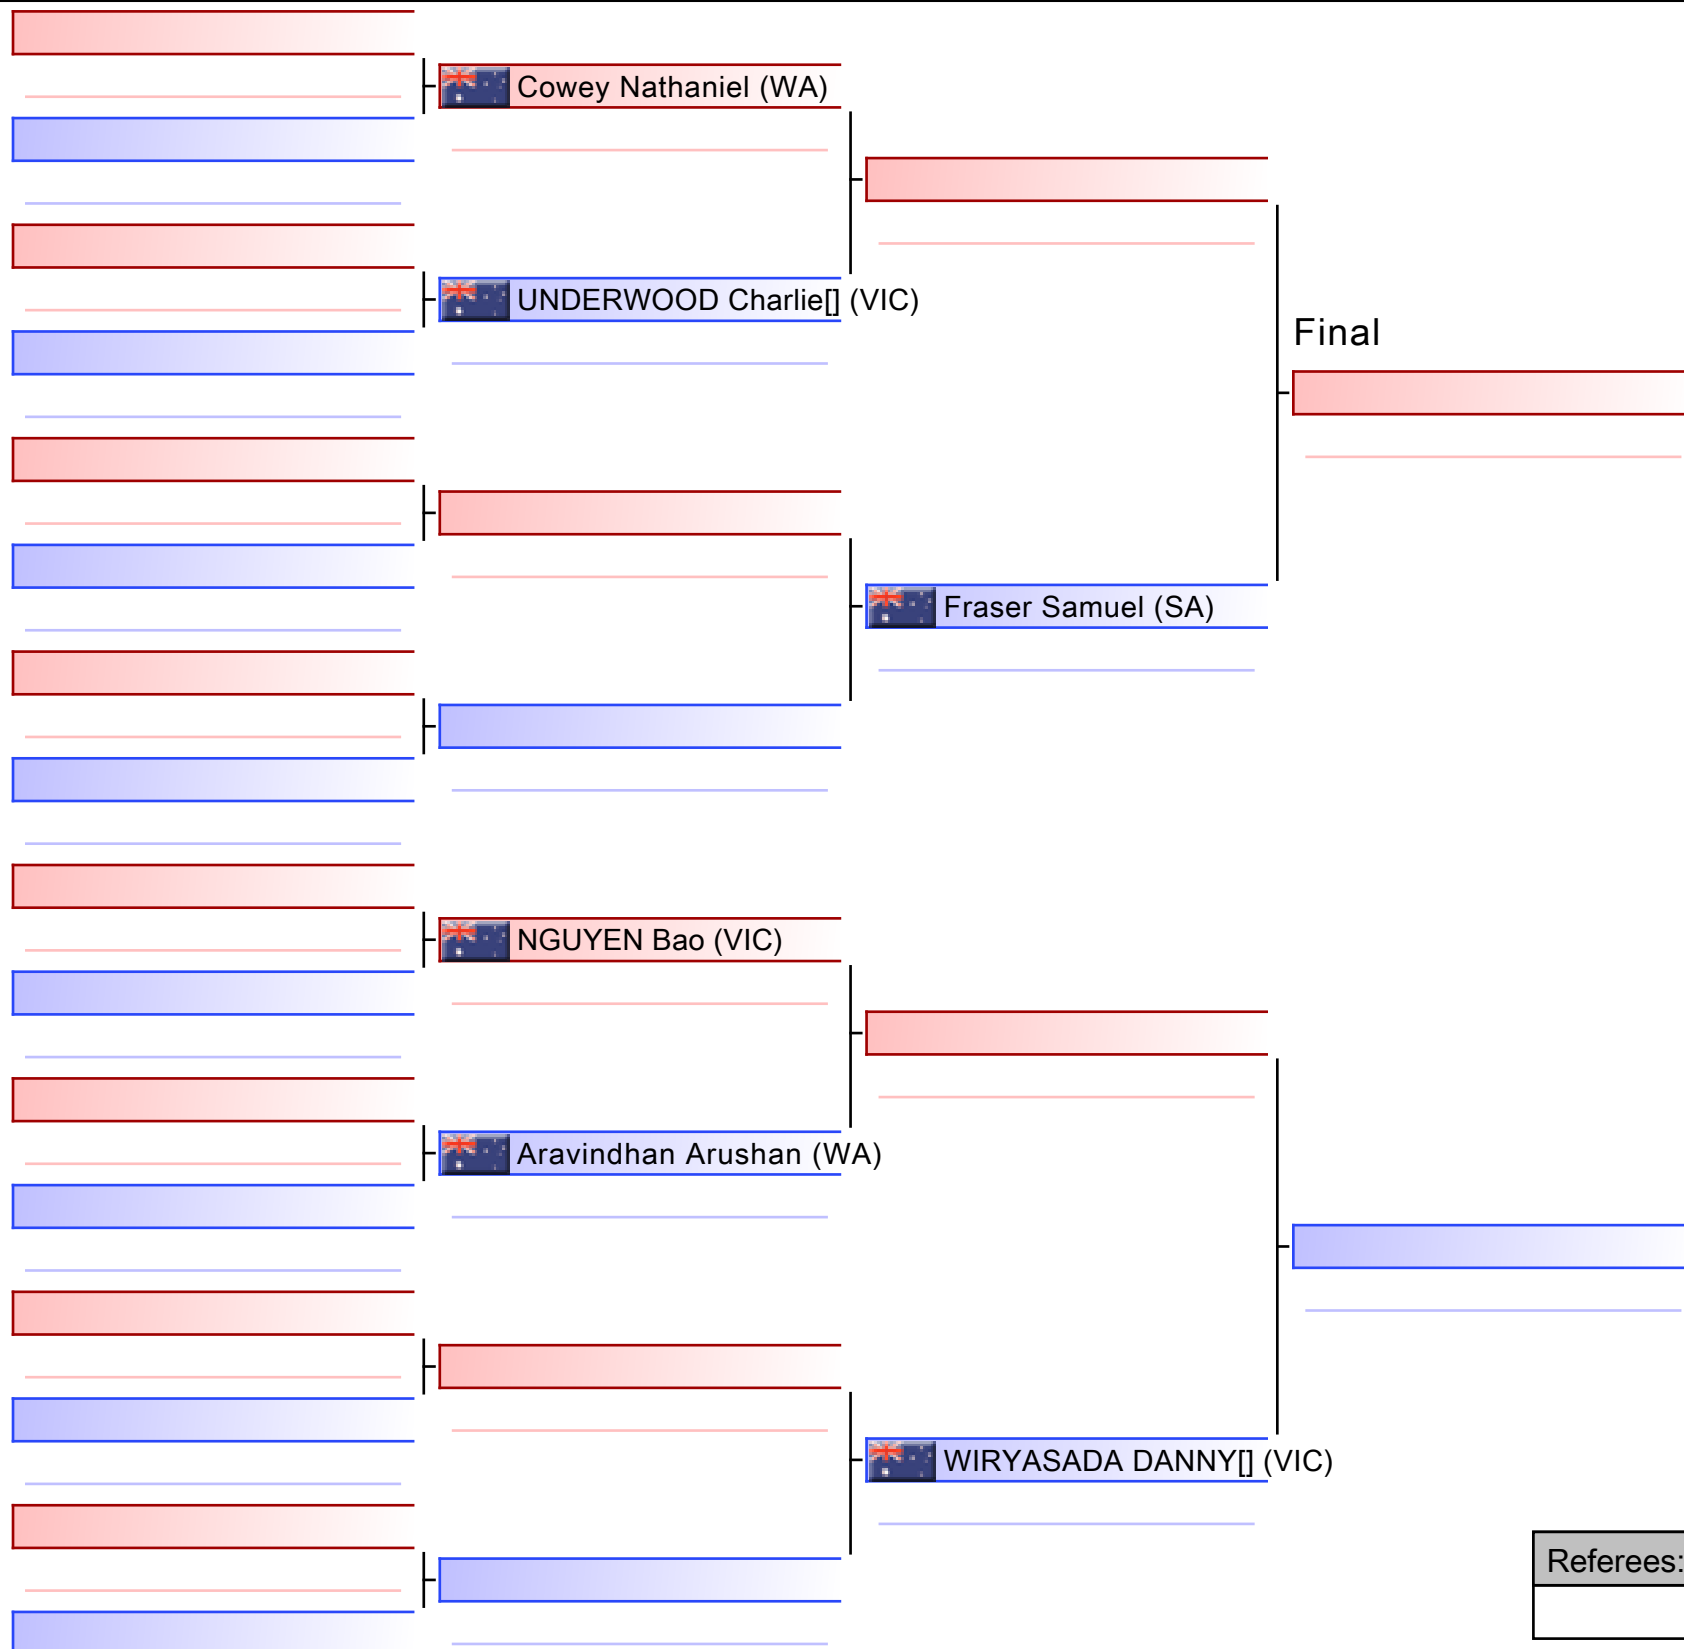 Cowey Nathaniel (WA)
UNDERWOOD Charlie[] (VIC)
Final
Fraser Samuel (SA)
NGUYEN Bao (VIC)
Aravindhan Arushan (WA)
WIRYASADA DANNY[] (VIC)
Referees: